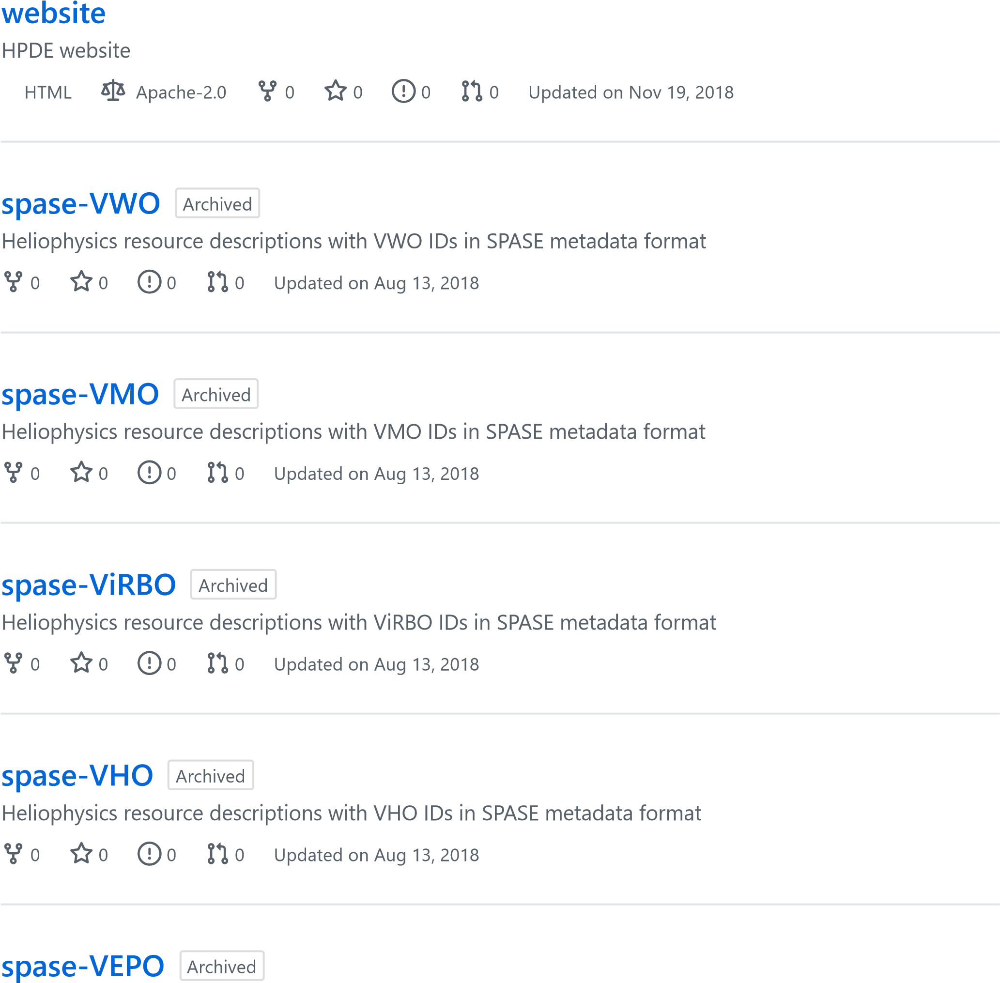 website
HPDE website
HTML Apache-2.0 0 0 0 0 Updated on Nov 19, 2018
spase-VWO Archived
Heliophysics resource descriptions with VWO IDs in SPASE metadata format
0 0 0 0 Updated on Aug 13, 2018
spase-VMO Archived
Heliophysics resource descriptions with VMO IDs in SPASE metadata format
0 0 0 0 Updated on Aug 13, 2018
spase-ViRBO Archived
Heliophysics resource descriptions with ViRBO IDs in SPASE metadata format
0 0 0 0 Updated on Aug 13, 2018
spase-VHO Archived
Heliophysics resource descriptions with VHO IDs in SPASE metadata format
0 0 0 0 Updated on Aug 13, 2018
spase-VEPO Archived